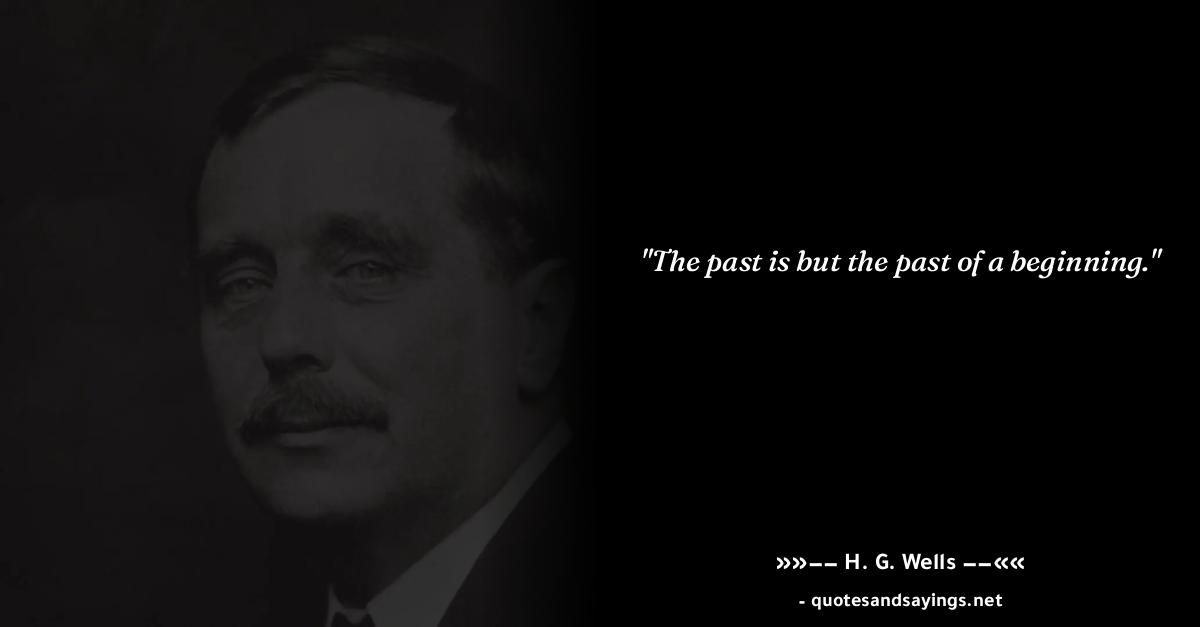 "The past is but the past of a beginning."
»»−− H. G. Wells −−««
- quotesandsayings.net